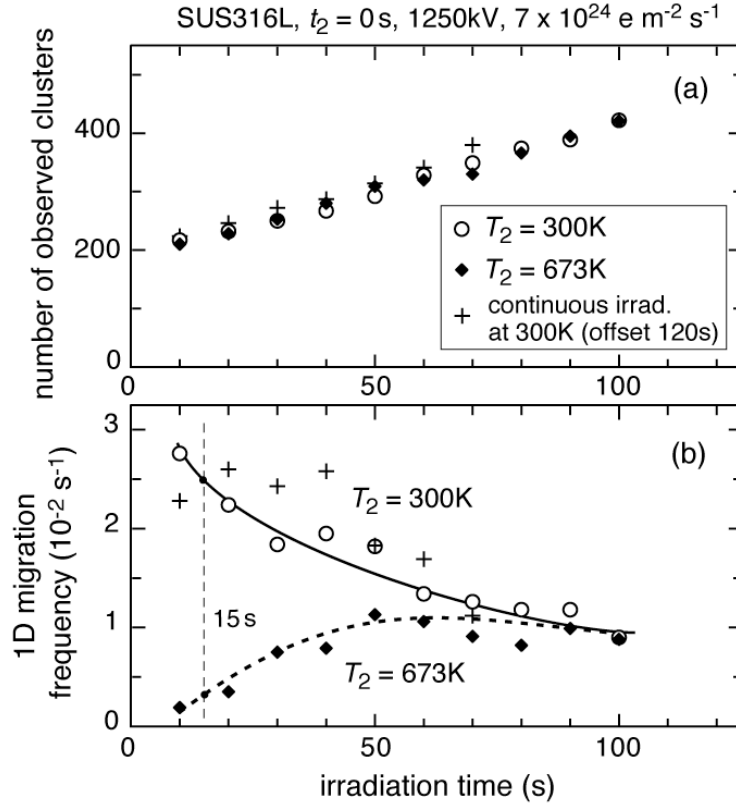 SUS316L, t₂ = 0 s, 1250kV, 7 x 10²⁴ e m⁻² s⁻¹
(a)
number of observed clusters
400
200
0
T₂ = 300K
T₂ = 673K
continuous irrad.
at 300K (offset 120s)
0 50 100
(b)
1D migration
frequency (10⁻² s⁻¹)
3
2
1
0
T₂ = 300K
15 s
T₂ = 673K
0 50 100
irradiation time (s)